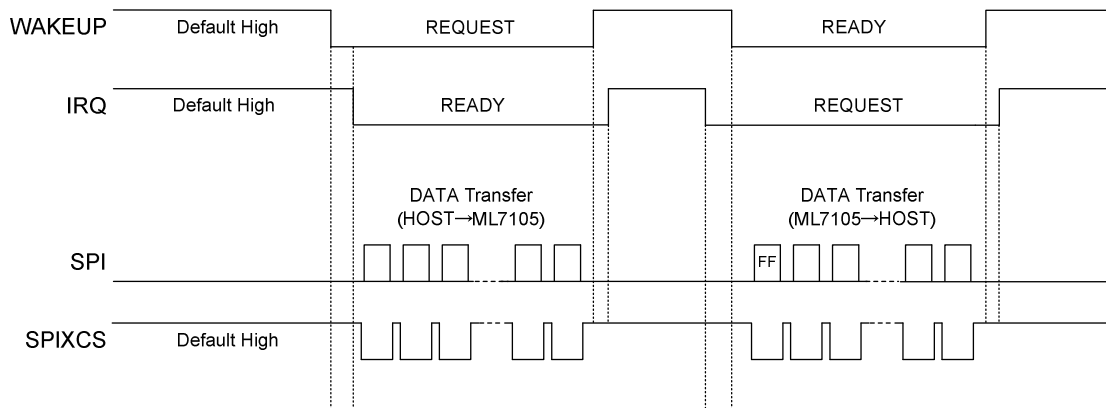 WAKEUP Default High REQUEST READY
IRQ Default High READY REQUEST
DATA Transfer
(HOST→ML7105)
DATA Transfer
(ML7105→HOST)
SPI FF
SPIXCS Default High